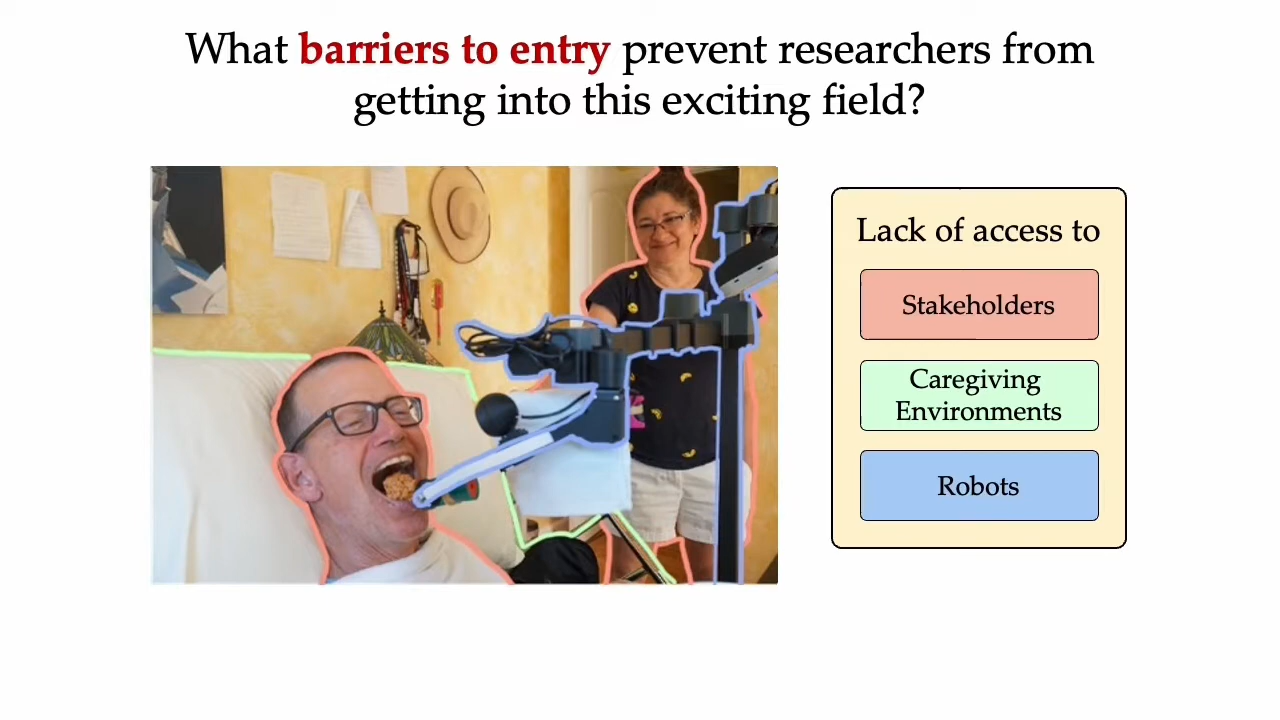 What barriers to entry prevent researchers from
getting into this exciting field?
Lack of access to
Stakeholders
Caregiving
Environments
Robots